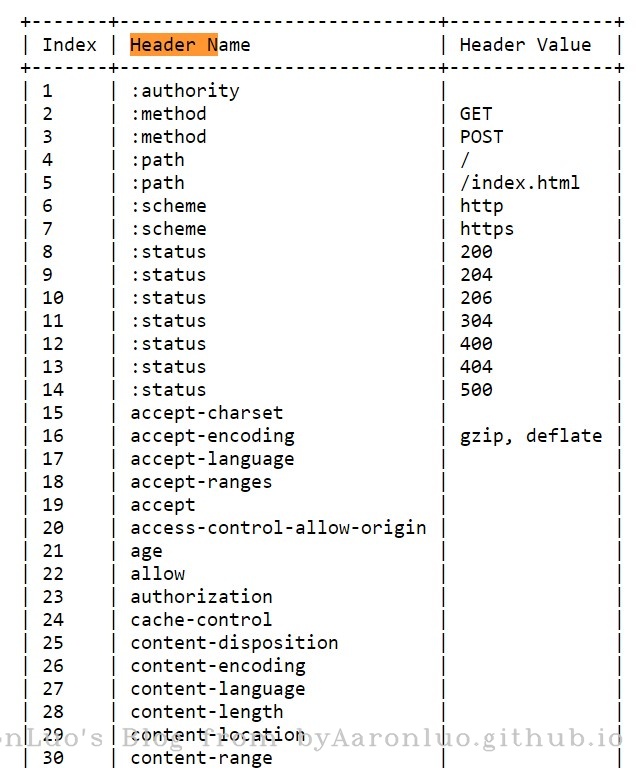 +-------+-----------------------------+---------------+
| Index | Header Name | Header Value |
+-------+-----------------------------+---------------+
| 1 | :authority | |
| 2 | :method | GET |
| 3 | :method | POST |
| 4 | :path | / |
| 5 | :path | /index.html |
| 6 | :scheme | http |
| 7 | :scheme | https |
| 8 | :status | 200 |
| 9 | :status | 204 |
| 10 | :status | 206 |
| 11 | :status | 304 |
| 12 | :status | 400 |
| 13 | :status | 404 |
| 14 | :status | 500 |
| 15 | accept-charset | |
| 16 | accept-encoding | gzip, deflate |
| 17 | accept-language | |
| 18 | accept-ranges | |
| 19 | accept | |
| 20 | access-control-allow-origin | |
| 21 | age | |
| 22 | allow | |
| 23 | authorization | |
| 24 | cache-control | |
| 25 | content-disposition | |
| 26 | content-encoding | |
| 27 | content-language | |
| 28 | content-length | |
| 29 | content-location | |
onLuo's Blog from byAaronluo.github.io
| 30 | content-range | |